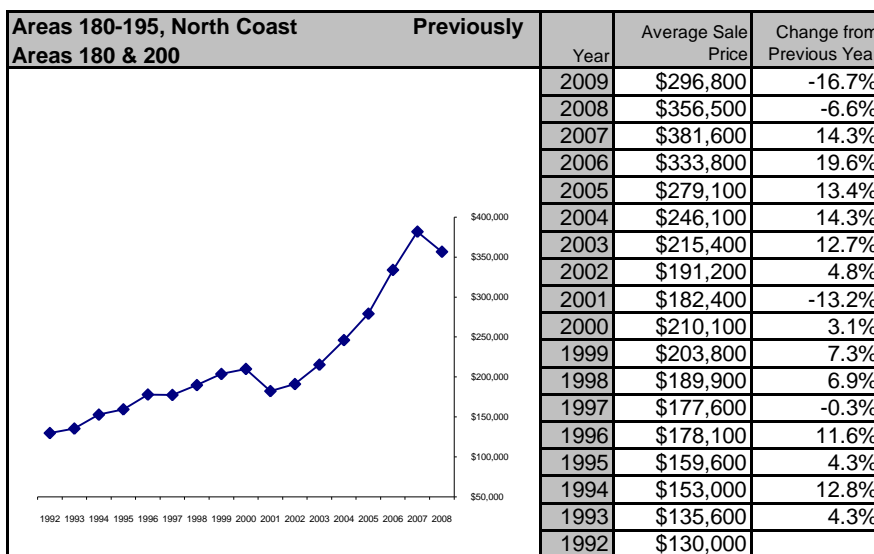 Areas 180-195, North Coast Previously
Areas 180 & 200
Year Average Sale Price Change from Previous Year
2009 $296,800 -16.7%
2008 $356,500 -6.6%
2007 $381,600 14.3%
2006 $333,800 19.6%
2005 $279,100 13.4%
2004 $246,100 14.3%
2003 $215,400 12.7%
2002 $191,200 4.8%
2001 $182,400 -13.2%
2000 $210,100 3.1%
1999 $203,800 7.3%
1998 $189,900 6.9%
1997 $177,600 -0.3%
1996 $178,100 11.6%
1995 $159,600 4.3%
1994 $153,000 12.8%
1993 $135,600 4.3%
1992 $130,000
$400,000
$350,000
$300,000
$250,000
$200,000
$150,000
$100,000
$50,000
1992 1993 1994 1995 1996 1997 1998 1999 2000 2001 2002 2003 2004 2005 2006 2007 2008